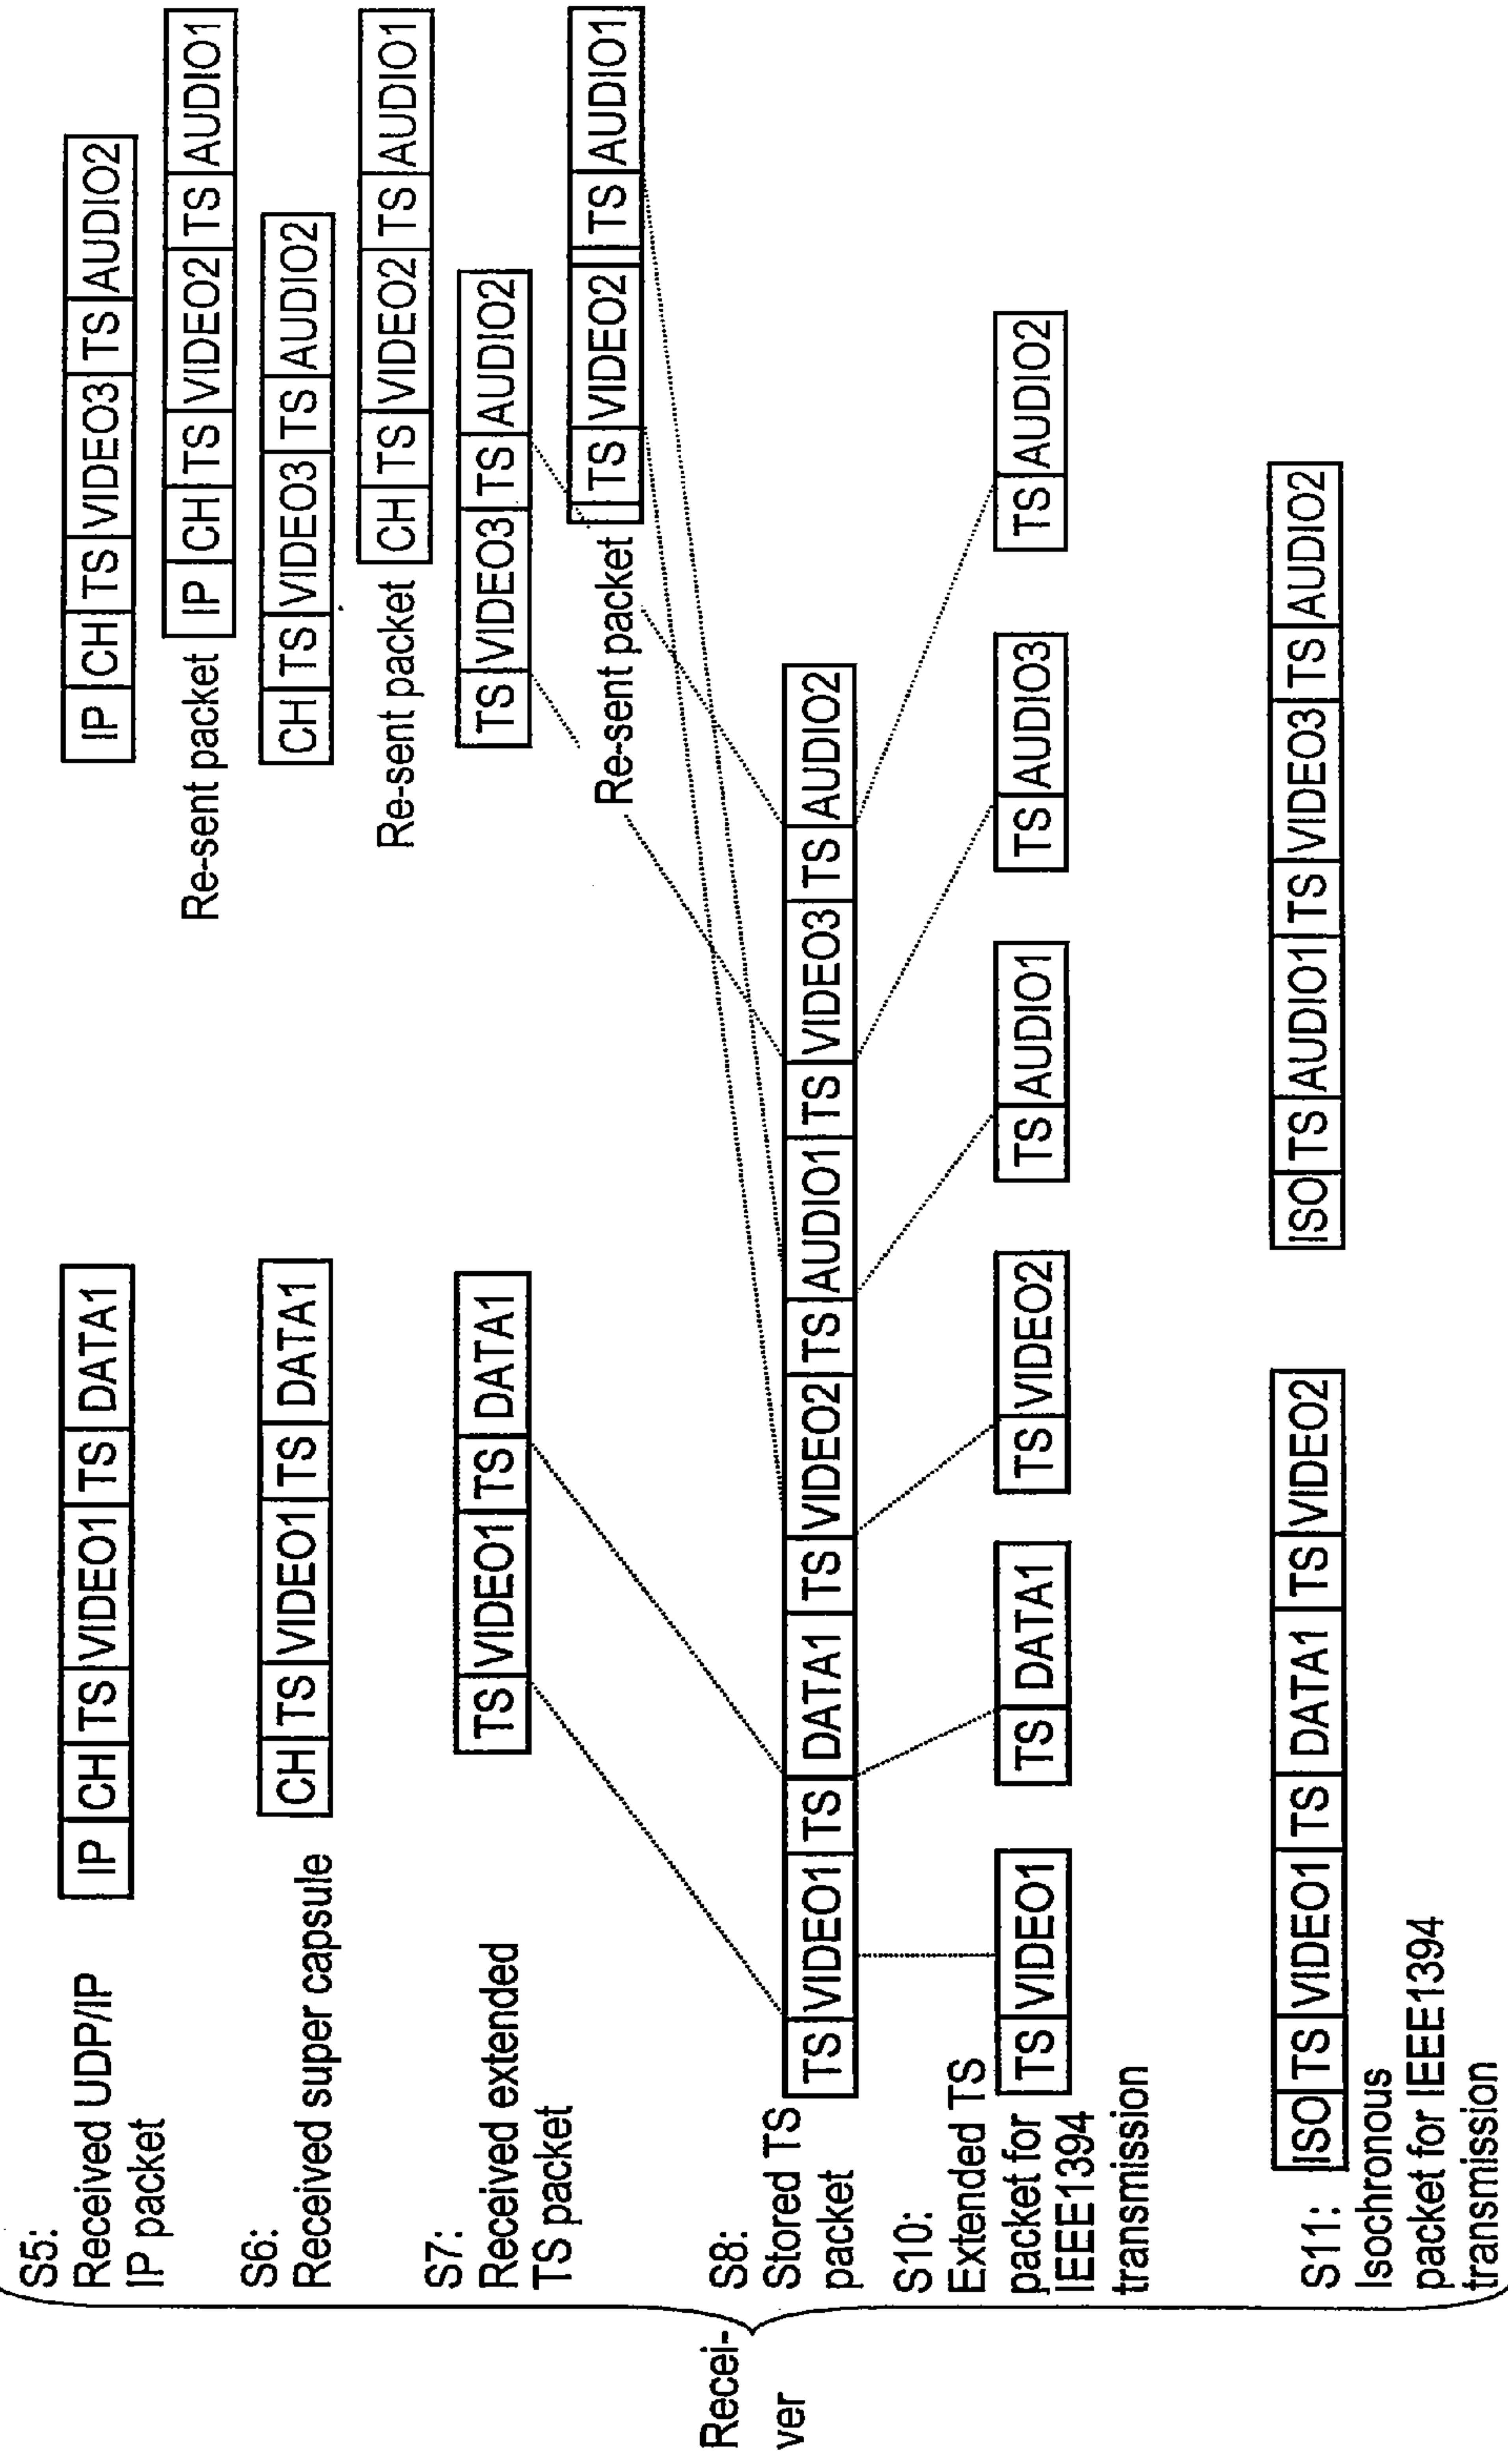 Recei-
ver
S5:
Received UDP/IP
IP packet
IP CH TS VIDEO1 TS DATA1
IP CH TS VIDEO3 TS AUDIO2
Re-sent packet IP CH TS VIDEO2 TS AUDIO1
S6:
Received super capsule
CH TS VIDEO1 TS DATA1
CH TS VIDEO3 TS AUDIO2
Re-sent packet CH TS VIDEO2 TS AUDIO1
S7:
Received extended
TS packet
TS VIDEO1 TS DATA1
TS VIDEO3 TS AUDIO2
Re-sent packet TS VIDEO2 TS AUDIO1
S8:
Stored TS
packet
TS VIDEO1 TS DATA1 TS VIDEO2 TS AUDIO1 TS VIDEO3 TS AUDIO2
S10:
Extended TS
packet for
IEEE1394
transmission
TS VIDEO1
TS DATA1
TS VIDEO2
TS AUDIO1
TS AUDIO3
TS AUDIO2
S11:
Isochronous
packet for IEEE1394
transmission
ISO TS VIDEO1 TS DATA1 TS VIDEO2
ISO TS AUDIO1 TS VIDEO3 TS AUDIO2